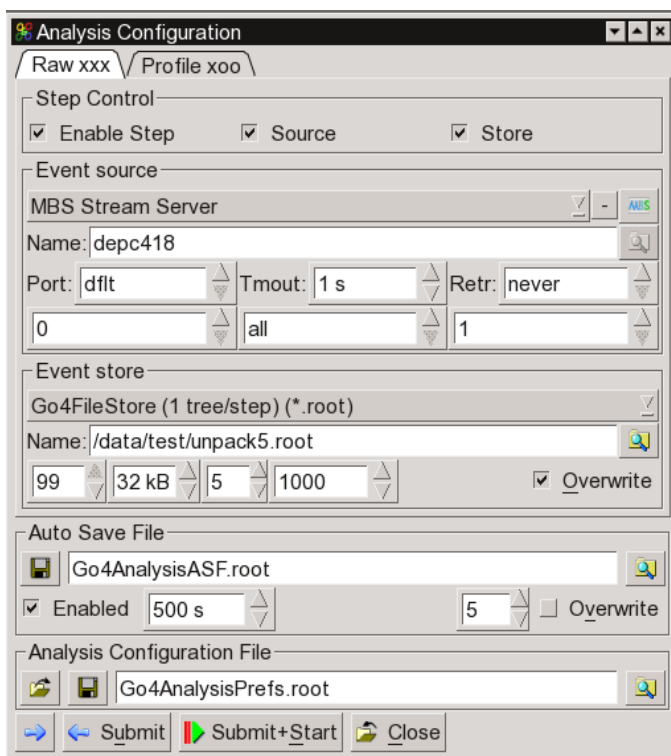 Analysis Configuration
Raw xxx Profile xoo
Step Control
Enable Step Source Store
Event source
MBS Stream Server - MBS
Name: depc418
Port: dflt Tmout: 1 s Retr: never
0 all 1
Event store
Go4FileStore (1 tree/step) (*.root)
Name: /data/test/unpack5.root
99 32 kB 5 1000 Overwrite
Auto Save File
Go4AnalysisASF.root
Enabled 500 s 5 Overwrite
Analysis Configuration File
Go4AnalysisPrefs.root
Submit Submit+Start Close